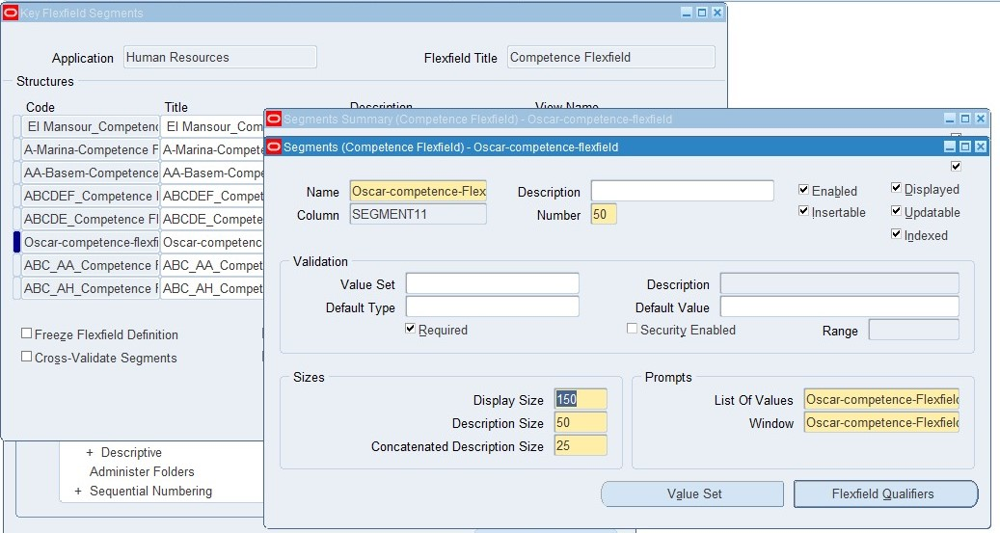 Key Flexfield Segments
Application Human Resources Flexfield Title Competence Flexfield
Structures
Code Title Description View Name
El Mansour_Competenc El Mansour_Com
A-Marina-Competence F A-Marina-Compet
AA-Basem-Competence AA-Basem-Compe
ABCDEF_Competence F ABCDEF_Compete
ABCDE_Competence Fl ABCDE_Competer
Oscar-competence-flexfi Oscar-competence
ABC_AA_Competence F ABC_AA_Compet
ABC_AH_Competence F ABC_AH_Compet
Freeze Flexfield Definition
Cross-Validate Segments
+ Descriptive
Administer Folders
+ Sequential Numbering
Segments Summary (Competence Flexfield) - Oscar-competence-flexfield
Segments (Competence Flexfield) - Oscar-competence-flexfield
Name Oscar-competence-Flex Description Enabled Displayed
Column SEGMENT11 Number 50 Insertable Updatable
Indexed
Validation
Value Set Description
Default Type Default Value
Required Security Enabled Range
Sizes Prompts
Display Size 150 List Of Values Oscar-competence-Flexfield
Description Size 50 Window Oscar-competence-Flexfield
Concatenated Description Size 25
Value Set Flexfield Qualifiers